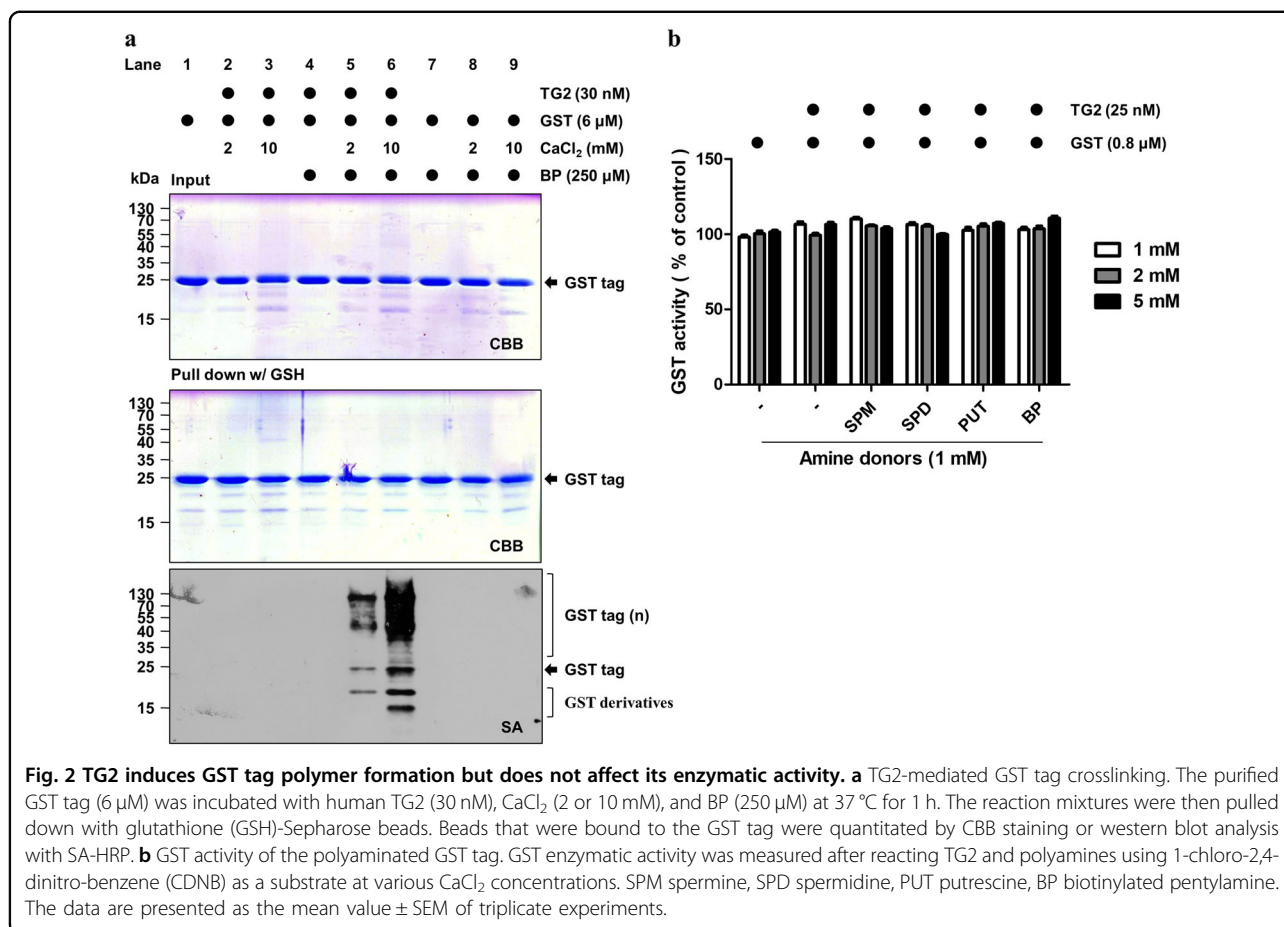 a
Lane 1 2 3 4 5 6 7 8 9
TG2 (30 nM)
GST (6 µM)
2 10 2 10 2 10 CaCl₂ (mM)
BP (250 µM)
kDa Input
130
70
55
40
35
25
15
GST tag
CBB
Pull down w/ GSH
130
70
55
40
35
25
15
GST tag
CBB
130
70
55
40
35
25
15
GST tag (n)
GST tag
GST derivatives
SA
b
TG2 (25 nM)
GST (0.8 µM)
GST activity ( % of control )
150
100
50
0
1 mM
2 mM
5 mM
- - SPM SPD PUT BP
Amine donors (1 mM)
Fig. 2 TG2 induces GST tag polymer formation but does not affect its enzymatic activity. a TG2-mediated GST tag crosslinking. The purified
GST tag (6 µM) was incubated with human TG2 (30 nM), CaCl₂ (2 or 10 mM), and BP (250 µM) at 37 °C for 1 h. The reaction mixtures were then pulled
down with glutathione (GSH)-Sepharose beads. Beads that were bound to the GST tag were quantitated by CBB staining or western blot analysis
with SA-HRP. b GST activity of the polyaminated GST tag. GST enzymatic activity was measured after reacting TG2 and polyamines using 1-chloro-2,4-
dinitro-benzene (CDNB) as a substrate at various CaCl₂ concentrations. SPM spermine, SPD spermidine, PUT putrescine, BP biotinylated pentylamine.
The data are presented as the mean value ± SEM of triplicate experiments.